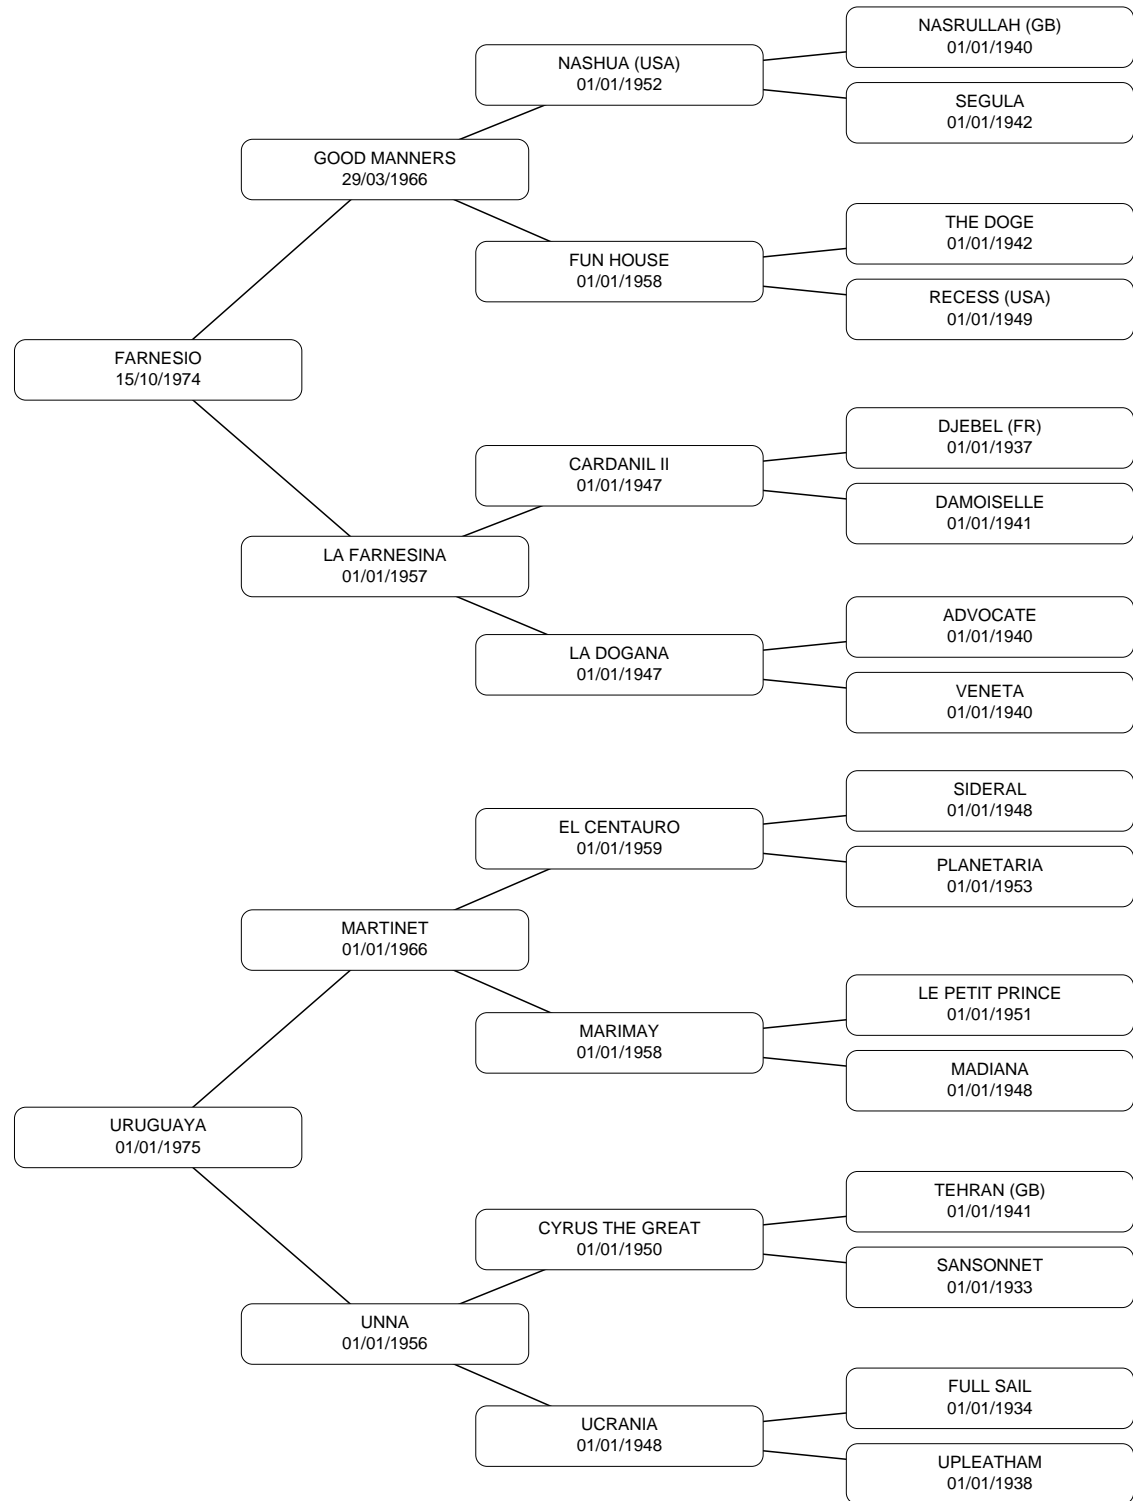 NASRULLAH (GB)
01/01/1940
NASHUA (USA)
01/01/1952
SEGULA
01/01/1942
GOOD MANNERS
29/03/1966
THE DOGE
01/01/1942
FUN HOUSE
01/01/1958
RECESS (USA)
01/01/1949
FARNESIO
15/10/1974
DJEBEL (FR)
01/01/1937
CARDANIL II
01/01/1947
DAMOISELLE
01/01/1941
LA FARNESINA
01/01/1957
ADVOCATE
01/01/1940
LA DOGANA
01/01/1947
VENETA
01/01/1940
SIDERAL
01/01/1948
EL CENTAURO
01/01/1959
PLANETARIA
01/01/1953
MARTINET
01/01/1966
LE PETIT PRINCE
01/01/1951
MARIMAY
01/01/1958
MADIANA
01/01/1948
URUGUAYA
01/01/1975
TEHRAN (GB)
01/01/1941
CYRUS THE GREAT
01/01/1950
SANSONNET
01/01/1933
UNNA
01/01/1956
FULL SAIL
01/01/1934
UCRANIA
01/01/1948
UPLEATHAM
01/01/1938